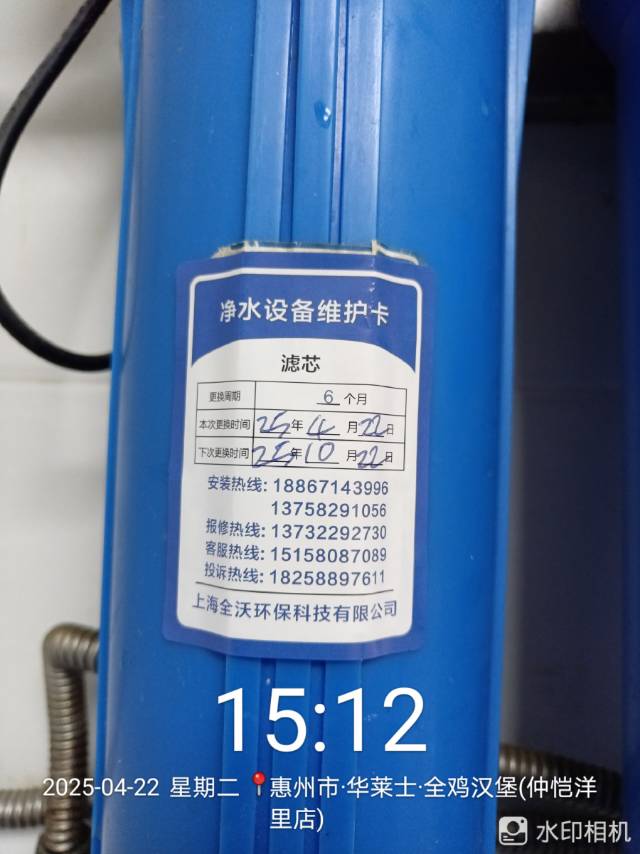 净水设备维护卡
滤芯
更换周期 6 个月
本次更换时间 25年 4 月22日
下次更换时间 25年 10 月22日
安装热线: 18867143996
13758291056
报修热线: 13732292730
客服热线: 15158087089
投诉热线: 18258897611
上海全沃环保科技有限公司
15:12
2025-04-22 星期二 惠州市·华莱士·全鸡汉堡(仲恺洋
里店)
水印相机